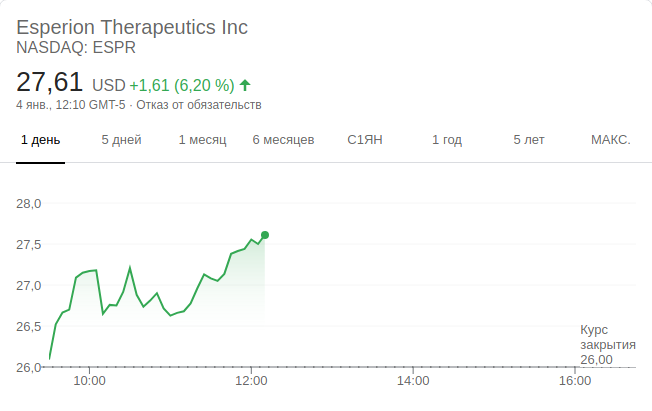 Esperion Therapeutics Inc
NASDAQ: ESPR
27,61 USD +1,61 (6,20 %)
4 янв., 12:10 GMT-5 · Отказ от обязательств
1 день 5 дней 1 месяц 6 месяцев С1ЯН 1 год 5 лет МАКС.
28,0
27,5
27,0
26,5
26,0
Курс
закрытия
26,00
10:00 12:00 14:00 16:00